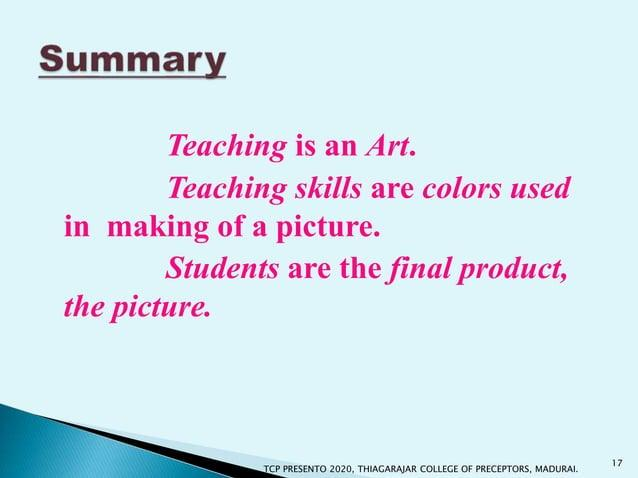 Summary
Teaching is an Art.
Teaching skills are colors used
in making of a picture.
Students are the final product,
the picture.
TCP PRESENTO 2020, THIAGARAJAR COLLEGE OF PRECEPTORS, MADURAI.
17